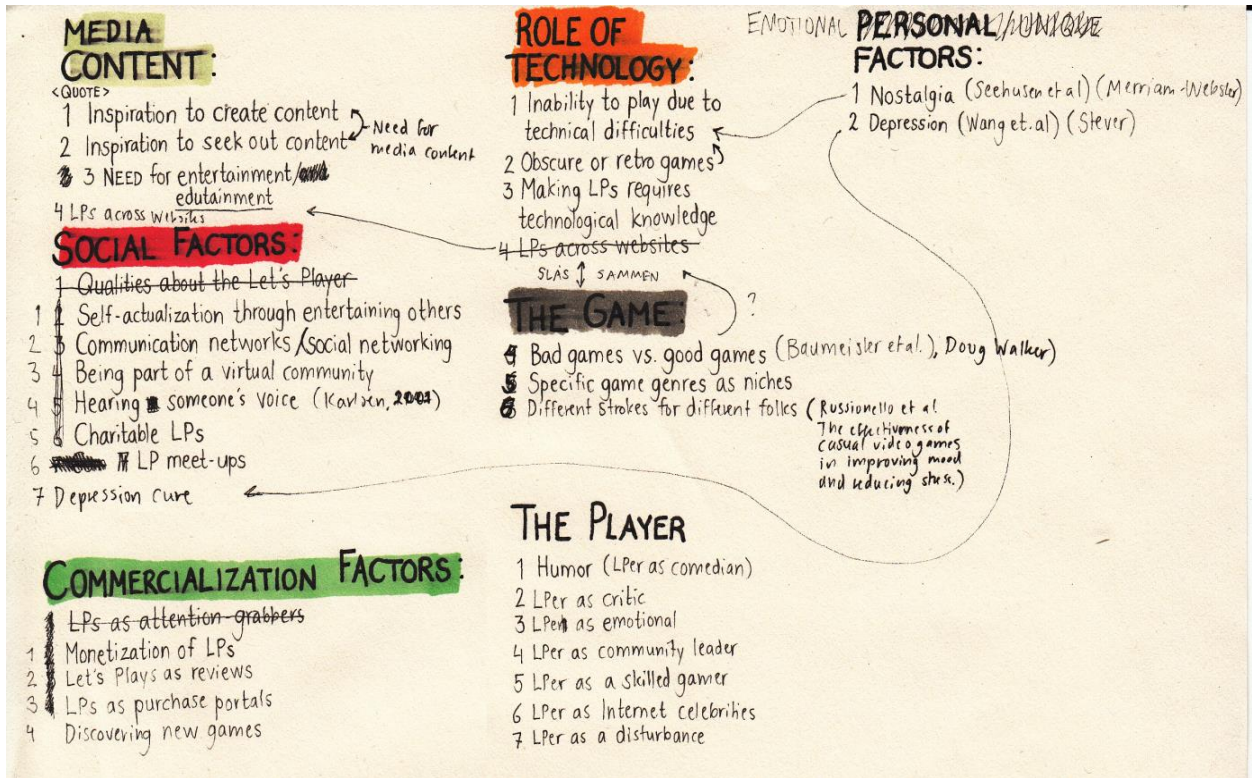 MEDIA
CONTENT:
<QUOTE>
1 Inspiration to create content
2 Inspiration to seek out content
Need for
media content
3 NEED for entertainment/
edutainment
4 LPs across websites
SOCIAL FACTORS:
1 Qualities about the Let's Player
1 Self-actualization through entertaining others
2 Communication networks/social networking
3 Being part of a virtual community
4 Hearing someone's voice (Karlsen,
5 Charitable LPs
6 LP meet-ups
7 Depression cure
COMMERCIALIZATION FACTORS:
LPs as attention-grabbers
1 Monetization of LPs
2 Let's Plays as reviews
3 LPs as purchase portals
4 Discovering new games
ROLE OF
TECHNOLOGY:
1 Inability to play due to
technical difficulties
2 Obscure or retro games
3 Making LPs requires
technological knowledge
4 LPs across websites
SLÅS SAMMEN
?
THE GAME:
Bad games vs. good games (Baumeister et al.), Doug Walker)
Specific game genres as niches
Different strokes for different folks (Russionello et al
The effectiveness of
casual video games
in improving mood
and reducing stress.)
THE PLAYER
1 Humor (LPer as comedian)
2 LPer as critic
3 LPer as emotional
4 LPer as community leader
5 LPer as a skilled gamer
6 LPer as Internet celebrities
7 LPer as a disturbance
EMOTIONAL PERSONAL/UNIQUE
FACTORS:
1 Nostalgia (Seehusen et al) (Merriam-Webster)
2 Depression (Wang et.al) (Stever)